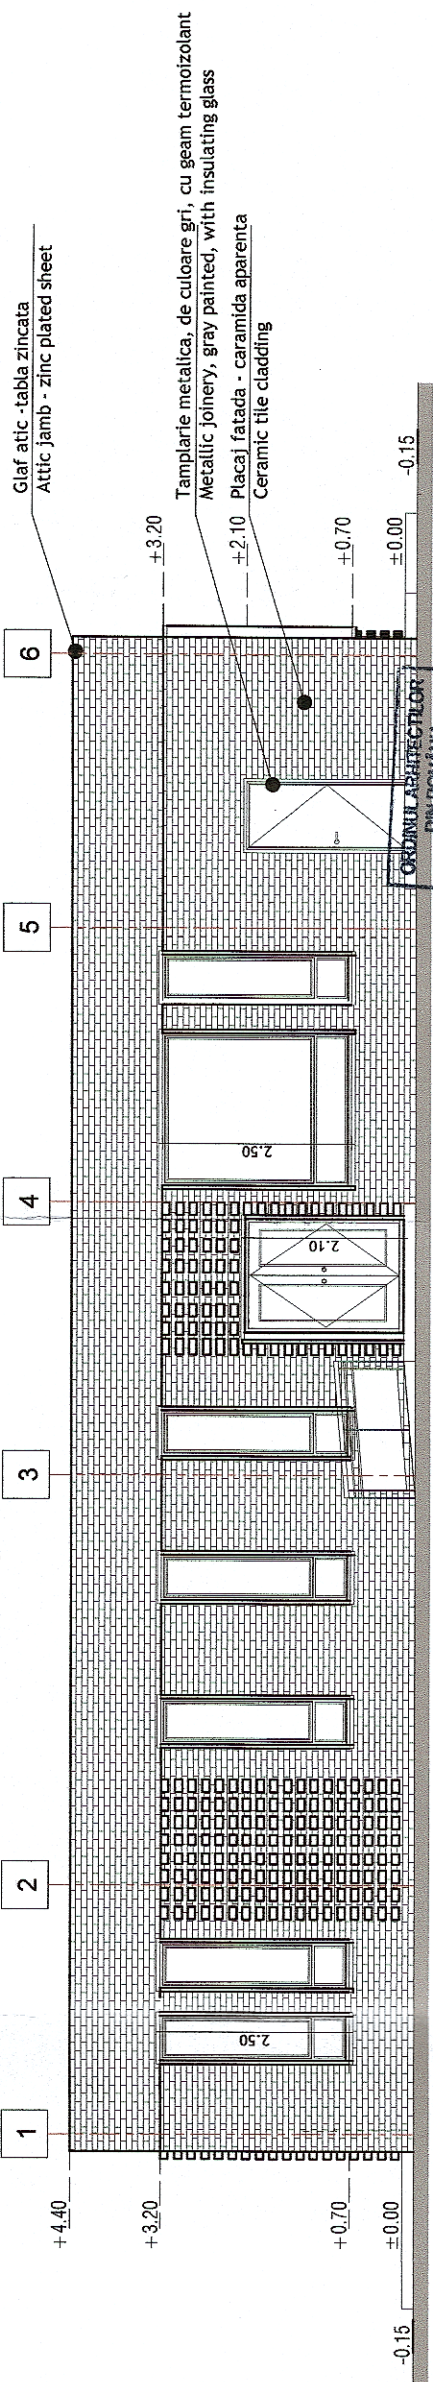 Glaf atic -tabla zincata
Attic jamb - zinc plated sheet
Tamplarie metalica, de culoare gri, cu geam termoizolant
Metallic joinery, gray painted, with insulating glass
Placaj fatada - caramida aparenta
Ceramic tile cladding
1
2
3
4
5
6
+4.40
+3.20
+0.70
±0.00
-0.15
+3.20
+2.10
+0.70
±0.00
-0.15
2.50
2.10
2.50
ORDINUL ARHITECTILOR
DIN ROMÂNIA